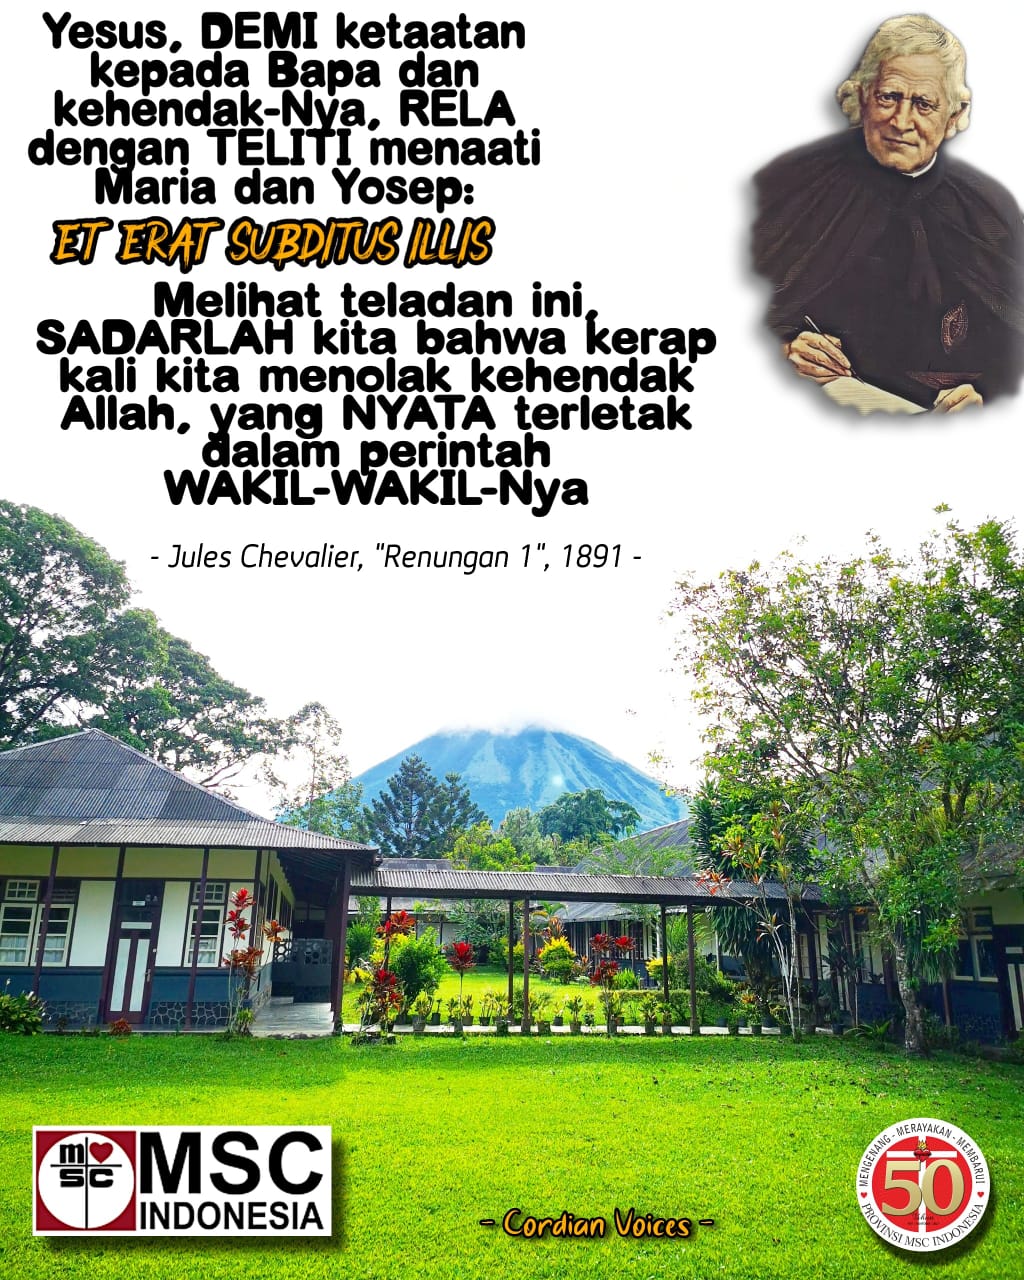 Yesus, DEMI ketaatan
kepada Bapa dan
kehendak-Nya, RELA
dengan TELITI menaati
Maria dan Yosep:
ET ERAT SUBDITUS ILLIS
Melihat teladan ini,
SADARLAH kita bahwa kerap
kali kita menolak kehendak
Allah, yang NYATA terletak
dalam perintah
WAKIL-WAKIL-Nya
- Jules Chevalier, "Renungan 1", 1891 -
m
sc
MSC
INDONESIA
- Cordian Voices -
MENGENANG - MERAYAKAN - MEMBARUI
50
tahun
PROVINSI MSC INDONESIA